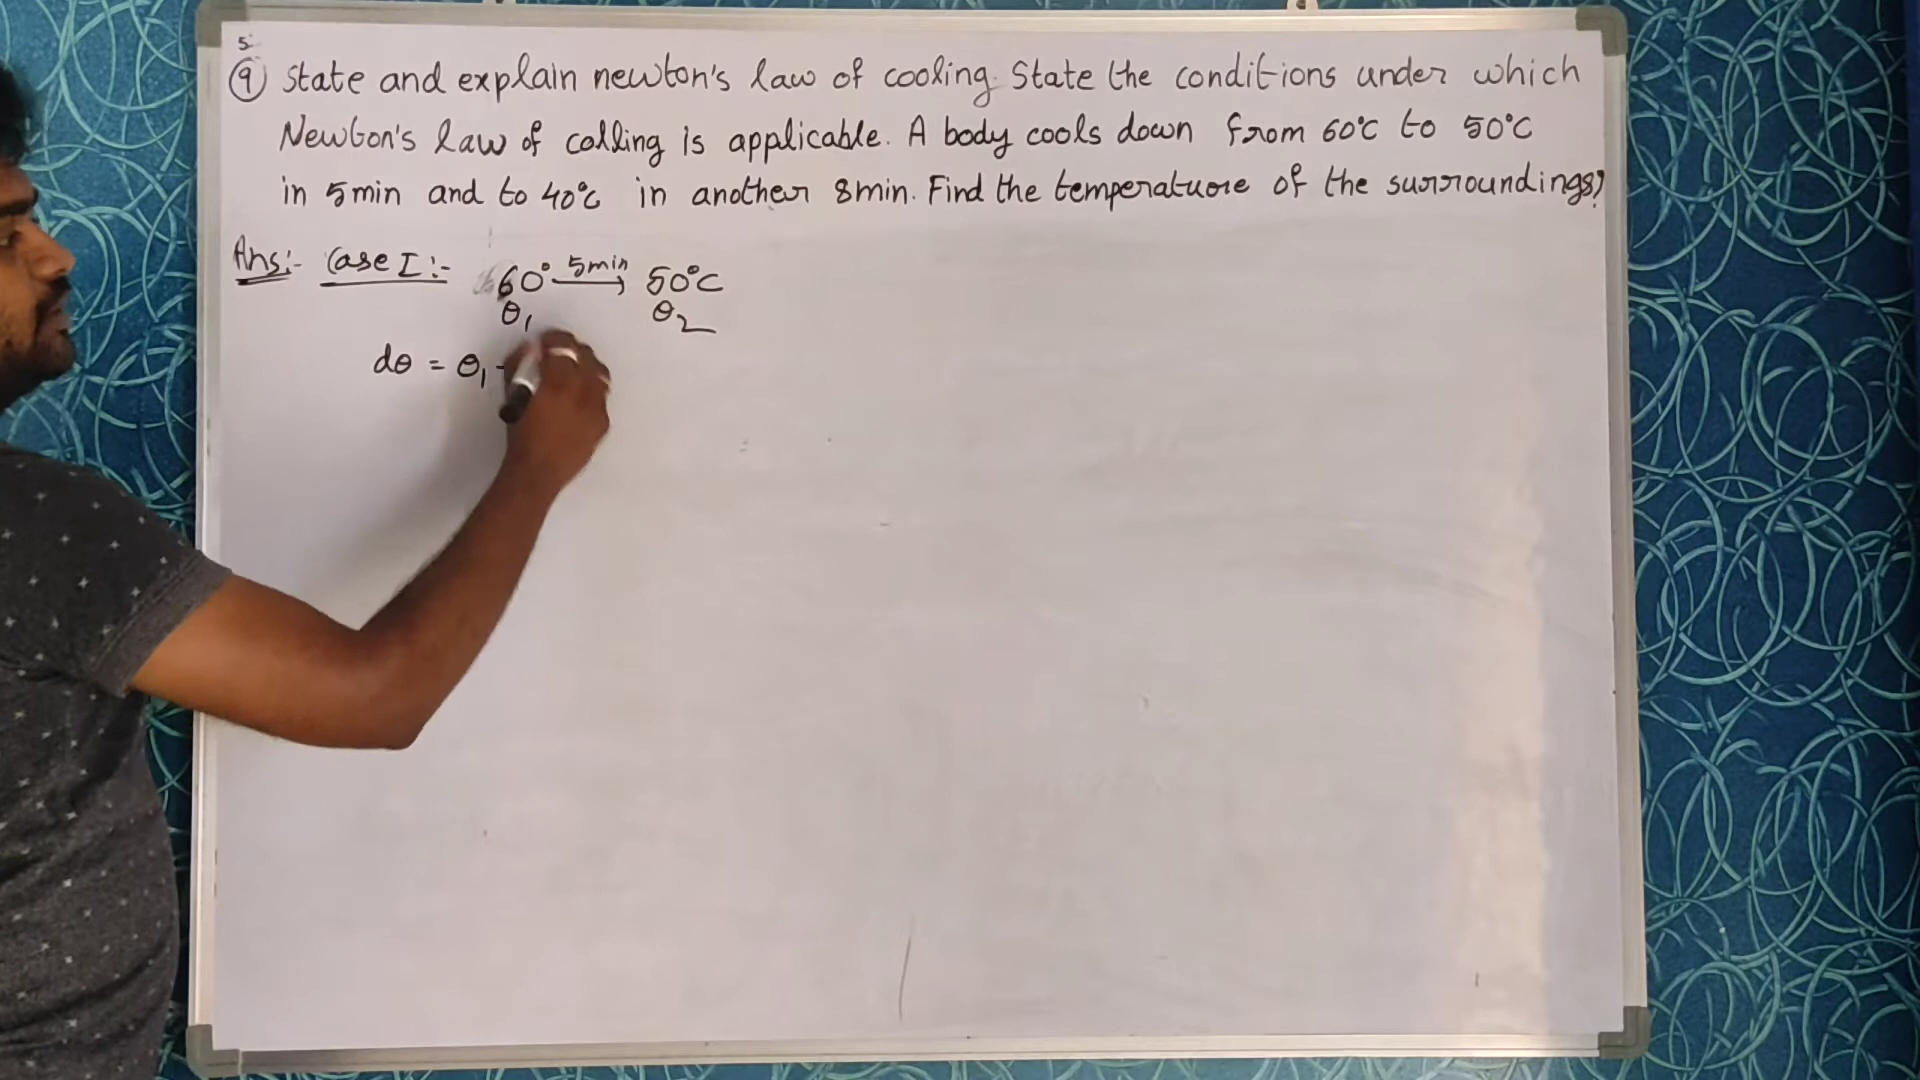 5.
⑨ State and explain newton's law of cooling. State the conditions under which
Newton's law of colling is applicable. A body cools down from 60°C to 50°C
in 5min and to 40°C in another 8min. Find the temperature of the surroundings?
Ans:- Case I :- 60° 5min → 50°C
θ₁ θ₂
dθ = θ₁ -